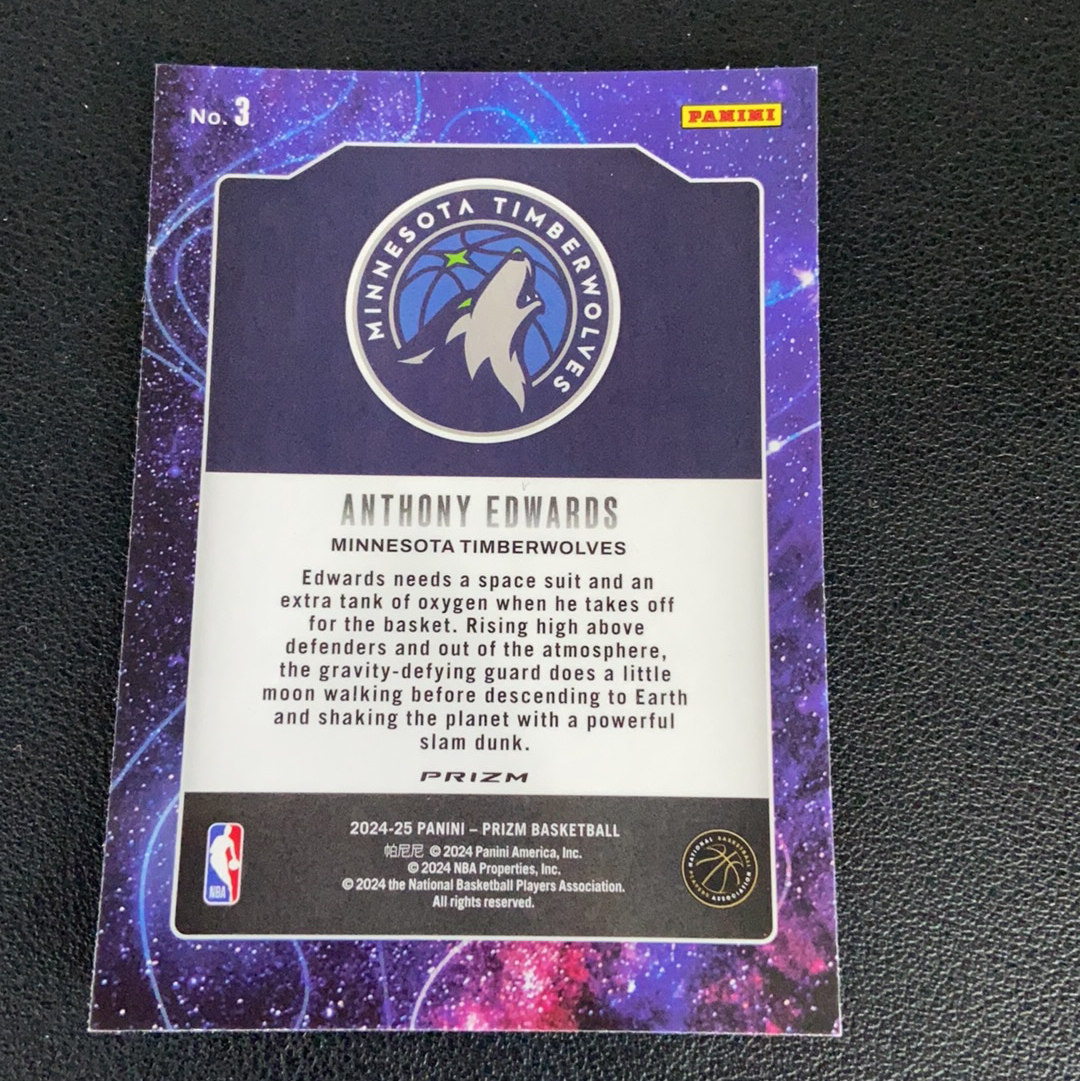 No. 3
PANINI
MINNESOTA TIMBERWOLVES
ANTHONY EDWARDS
MINNESOTA TIMBERWOLVES
Edwards needs a space suit and an
extra tank of oxygen when he takes off
for the basket. Rising high above
defenders and out of the atmosphere,
the gravity-defying guard does a little
moon walking before descending to Earth
and shaking the planet with a powerful
slam dunk.
PRIZM
2024-25 PANINI – PRIZM BASKETBALL
帕尼尼 © 2024 Panini America, Inc.
© 2024 NBA Properties, Inc.
© 2024 the National Basketball Players Association.
All rights reserved.
NBA
NATIONAL BASKETBALL
PLAYERS ASSOCIATION